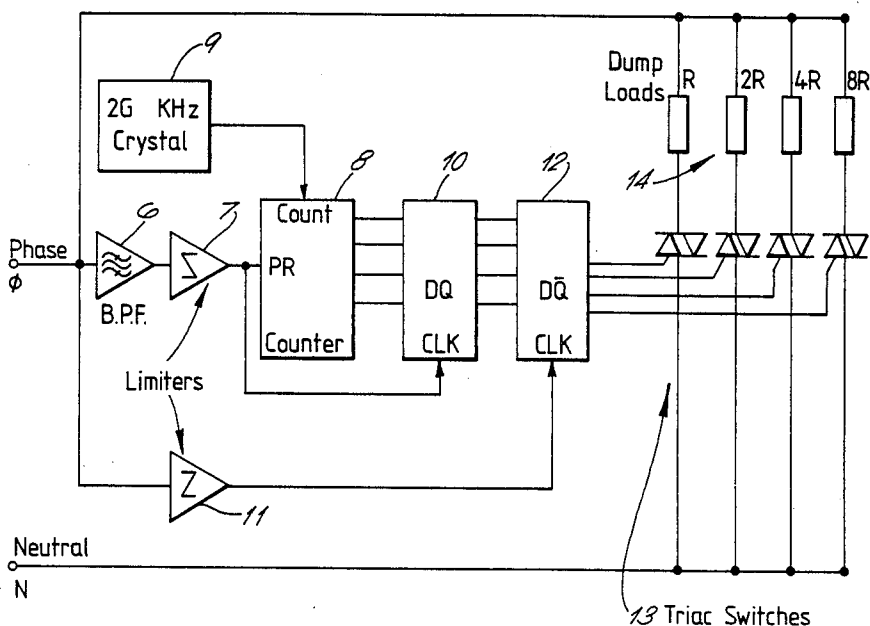 9
2G KHz
Crystal
Dump
Loads
R
2R
4R
8R
14
6
7
8
10
12
Count
Phase
ϕ
B.P.F.
Σ
PR
DQ
DQ̄
Counter
CLK
CLK
Limiters
Z
11
Neutral
N
13 Triac Switches